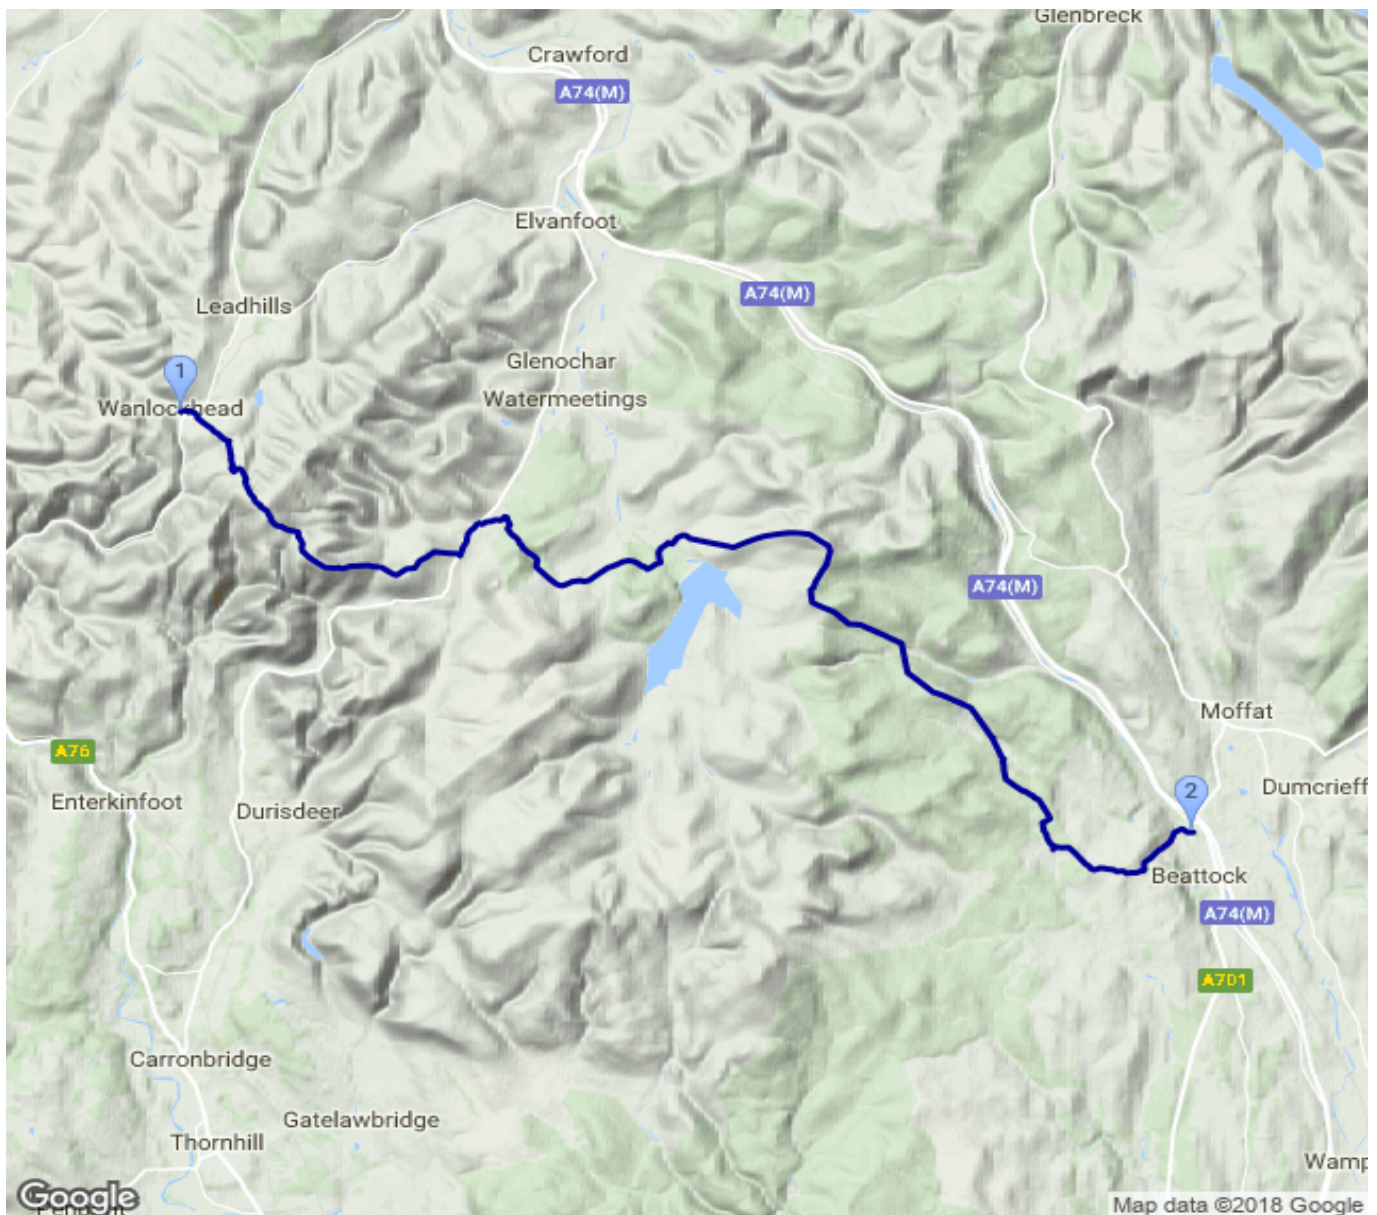 Glenbreck
Crawford
A74(M)
Elvanfoot
A74(M)
Leadhills
Glenochar
1
Watermeetings
Wanlockhead
A74(M)
Moffat
A76
2
Dumcrieff
Enterkinfoot
Durisdeer
Beattock
A74(M)
A701
Carronbridge
Gatelawbridge
Thornhill
Wamp
Google
Map data ©2018 Google